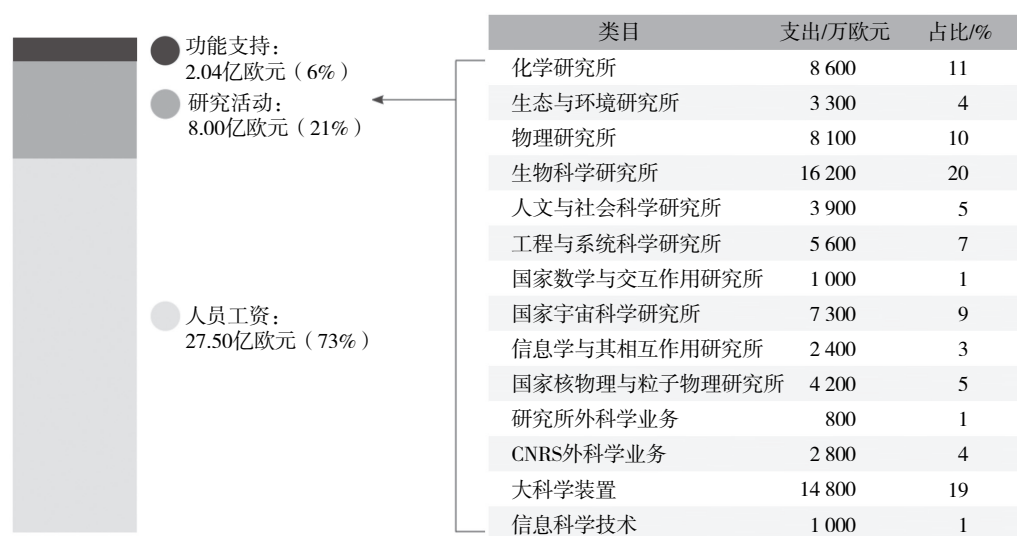 功能支持：
2.04亿欧元（6%）
研究活动：
8.00亿欧元（21%）
人员工资：
27.50亿欧元（73%）
类目 支出/万欧元 占比/%
化学研究所 8 600 11
生态与环境研究所 3 300 4
物理研究所 8 100 10
生物科学研究所 16 200 20
人文与社会科学研究所 3 900 5
工程与系统科学研究所 5 600 7
国家数学与交互作用研究所 1 000 1
国家宇宙科学研究所 7 300 9
信息学与其相互作用研究所 2 400 3
国家核物理与粒子物理研究所 4 200 5
研究所外科学业务 800 1
CNRS外科学业务 2 800 4
大科学装置 14 800 19
信息科学技术 1 000 1